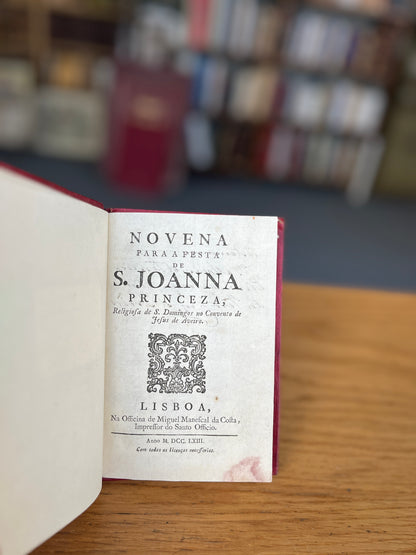 NOVENA
PARA A FESTA
DE
S. JOANNA
PRINCEZA,
Religiosa de S. Domingos no Convento de
Jesus de Aveiro.
LISBOA,
Na Officina de Miguel Manescal da Costa,
Impressor do Santo Officio.
Anno M. DCC. LXIII.
Com todas as licenças necessarias.